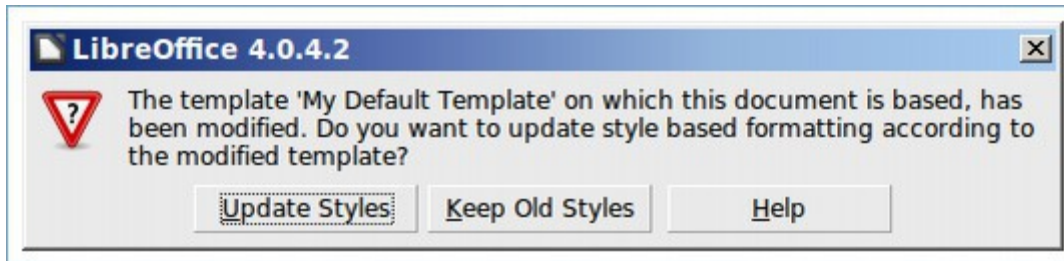 LibreOffice 4.0.4.2
?
The template 'My Default Template' on which this document is based, has
been modified. Do you want to update style based formatting according to
the modified template?
Update Styles Keep Old Styles Help